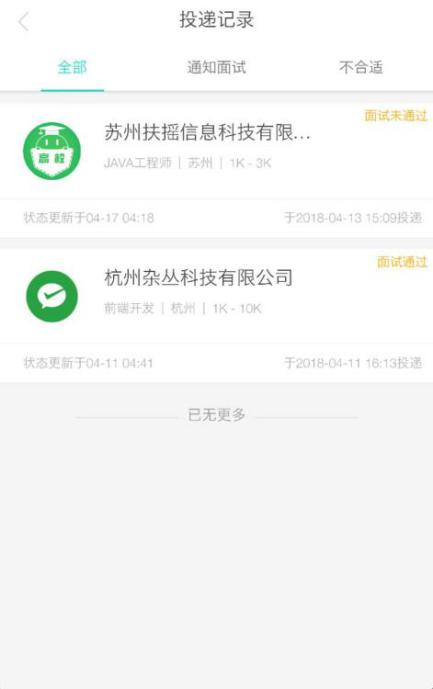 投递记录
全部 通知面试 不合适
面试未通过
苏州扶摇信息科技有限...
高校
JAVA工程师 | 苏州 | 1K - 3K
状态更新于04-17 04:18 于2018-04-13 15:09投递
面试通过
杭州杂丛科技有限公司
前端开发 | 杭州 | 1K - 10K
状态更新于04-11 04:41 于2018-04-11 16:13投递
已无更多